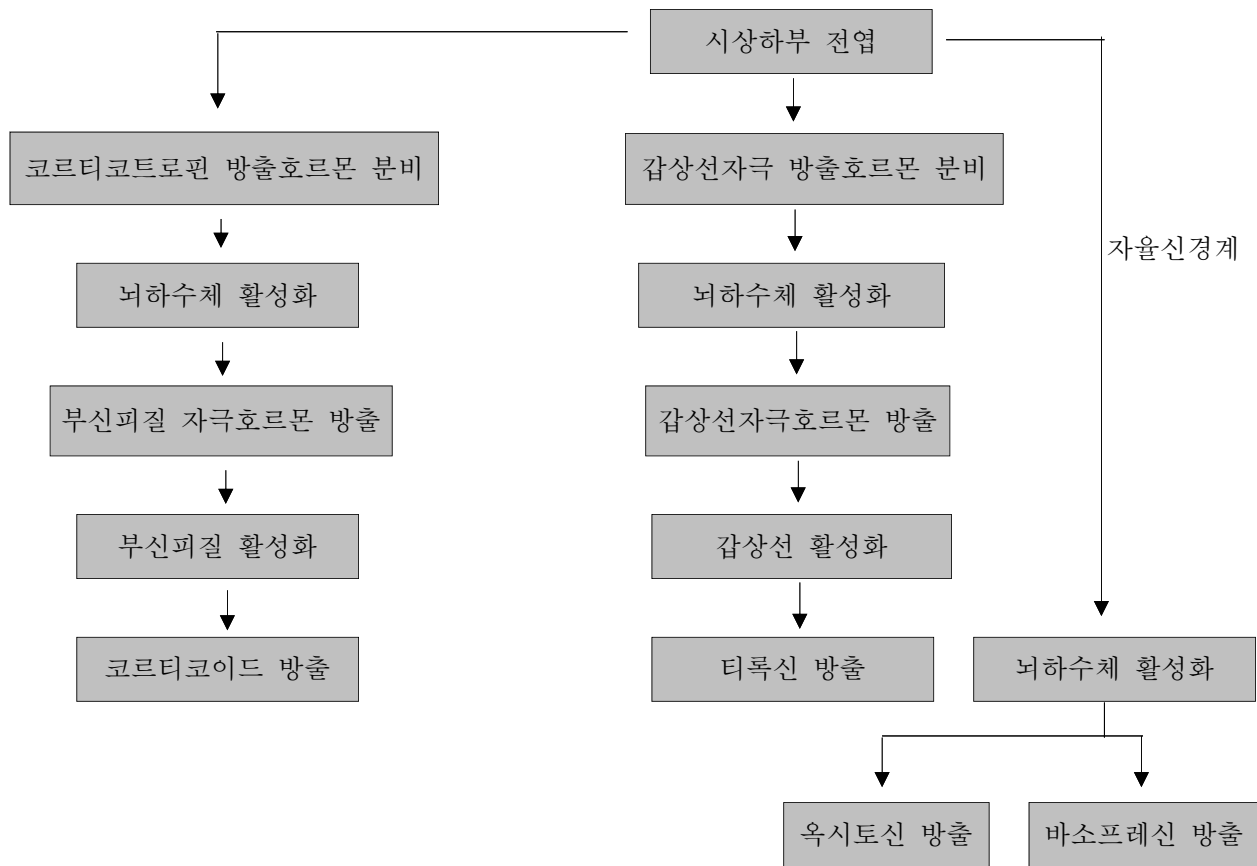 시상하부 전엽
코르티코트로핀 방출호르몬 분비
갑상선자극 방출호르몬 분비
자율신경계
뇌하수체 활성화
뇌하수체 활성화
부신피질 자극호르몬 방출
갑상선자극호르몬 방출
부신피질 활성화
갑상선 활성화
코르티코이드 방출
티록신 방출
뇌하수체 활성화
옥시토신 방출
바소프레신 방출